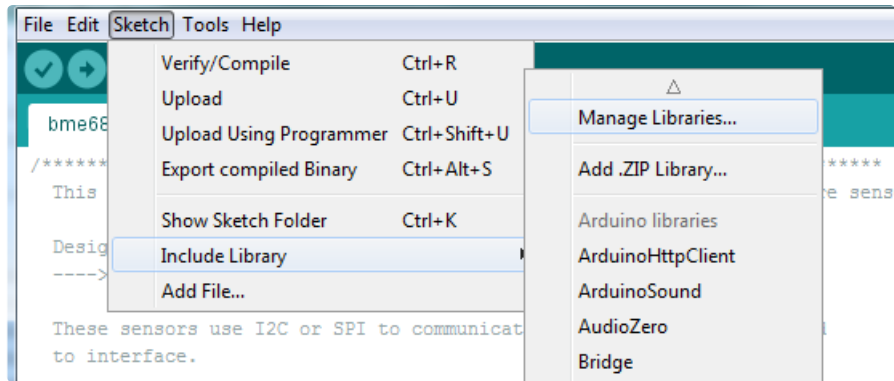 File Edit Sketch Tools Help
Verify/Compile Ctrl+R
Upload Ctrl+U
Upload Using Programmer Ctrl+Shift+U
Export compiled Binary Ctrl+Alt+S
Show Sketch Folder Ctrl+K
Include Library
Add File...
Manage Libraries...
Add .ZIP Library...
Arduino libraries
ArduinoHttpClient
ArduinoSound
AudioZero
Bridge
bme68
/****** *****
This
Desig
---->
These sensors use I2C or SPI to communicat
to interface.